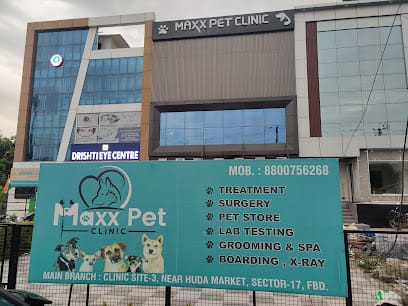 MAXX PET CLINIC
DRISHTI EYE CENTRE
MOB. : 8800756268
Maxx Pet
CLINIC
TREATMENT
SURGERY
PET STORE
LAB TESTING
GROOMING & SPA
BOARDING , X-RAY
MAIN BRANCH : CLINIC SITE-3, NEAR HUDA MARKET, SECTOR-17, FBD.